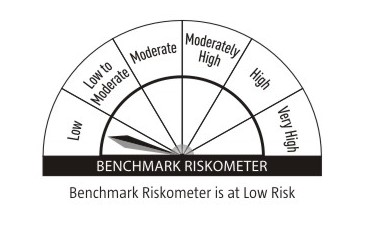 Low
Low to
Moderate
Moderate
Moderately
High
High
Very High
BENCHMARK RISKOMETER
Benchmark Riskometer is at Low Risk